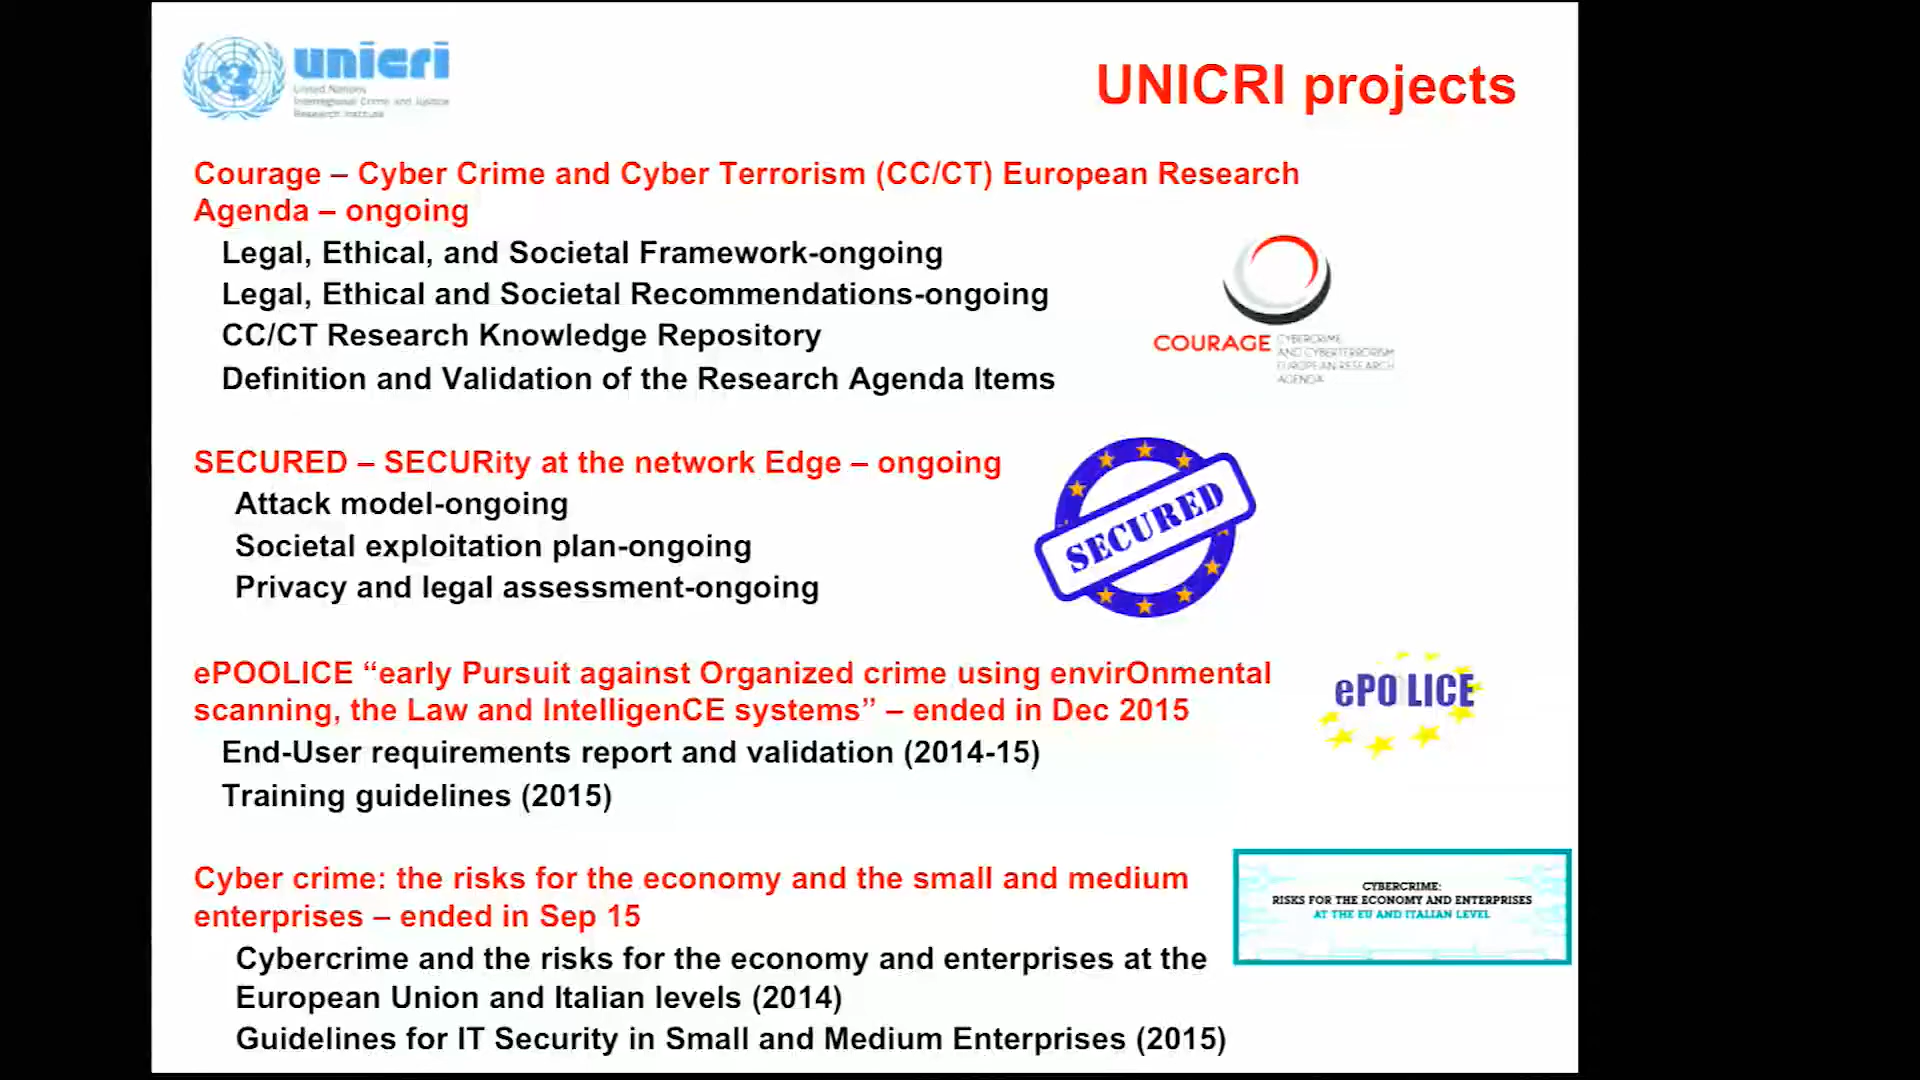 unicri
United Nations
Interregional Crime and Justice
Research Institute
UNICRI projects
Courage – Cyber Crime and Cyber Terrorism (CC/CT) European Research
Agenda – ongoing
Legal, Ethical, and Societal Framework-ongoing
Legal, Ethical and Societal Recommendations-ongoing
CC/CT Research Knowledge Repository
Definition and Validation of the Research Agenda Items
COURAGE CYBERCRIME
AND CYBERTERRORISM
EUROPEAN RESEARCH
AGENDA
SECURED – SECURity at the network Edge – ongoing
Attack model-ongoing
Societal exploitation plan-ongoing
Privacy and legal assessment-ongoing
SECURED
ePOOLICE “early Pursuit against Organized crime using envirOnmental
scanning, the Law and IntelligenCE systems” – ended in Dec 2015
End-User requirements report and validation (2014-15)
Training guidelines (2015)
ePO LICE
Cyber crime: the risks for the economy and the small and medium
enterprises – ended in Sep 15
Cybercrime and the risks for the economy and enterprises at the
European Union and Italian levels (2014)
Guidelines for IT Security in Small and Medium Enterprises (2015)
CYBERCRIME:
RISKS FOR THE ECONOMY AND ENTERPRISES
AT THE EU AND ITALIAN LEVEL